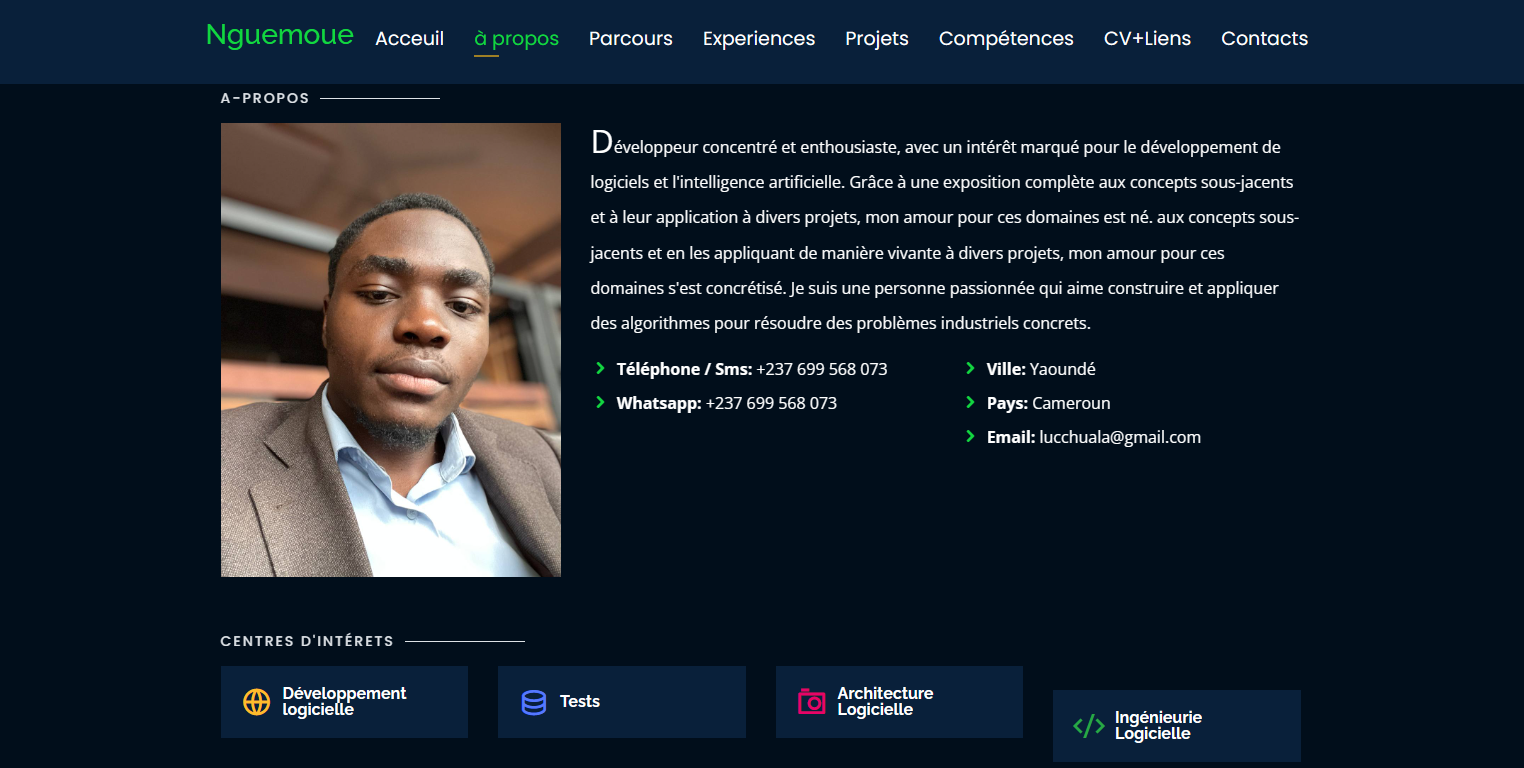 Nguemoue Acceuil à propos Parcours Experiences Projets Compétences CV+Liens Contacts
A-PROPOS
Développeur concentré et enthousiaste, avec un intérêt marqué pour le développement de
logiciels et l'intelligence artificielle. Grâce à une exposition complète aux concepts sous-jacents
et à leur application à divers projets, mon amour pour ces domaines est né. aux concepts sous-
jacents et en les appliquant de manière vivante à divers projets, mon amour pour ces
domaines s'est concrétisé. Je suis une personne passionnée qui aime construire et appliquer
des algorithmes pour résoudre des problèmes industriels concrets.
Téléphone / Sms: +237 699 568 073
Whatsapp: +237 699 568 073
Ville: Yaoundé
Pays: Cameroun
Email: lucchuala@gmail.com
CENTRES D'INTÉRETS
Développement
logicielle
Tests
Architecture
Logicielle
Ingénieurie
Logicielle